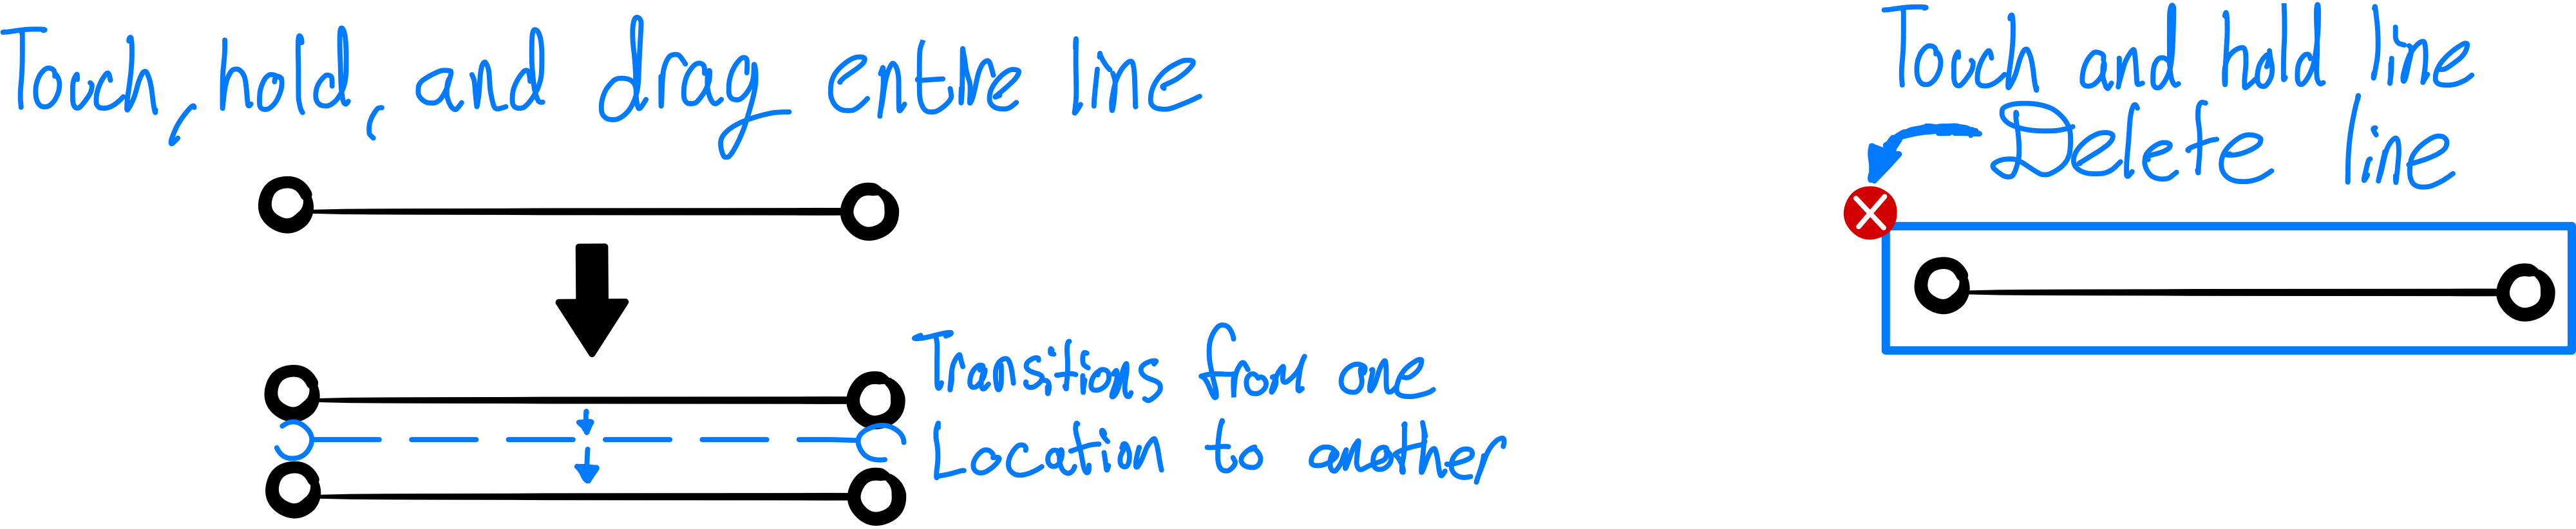 Touch, hold, and drag entire line
Transitions from one
Location to another
Touch and hold line
Delete line